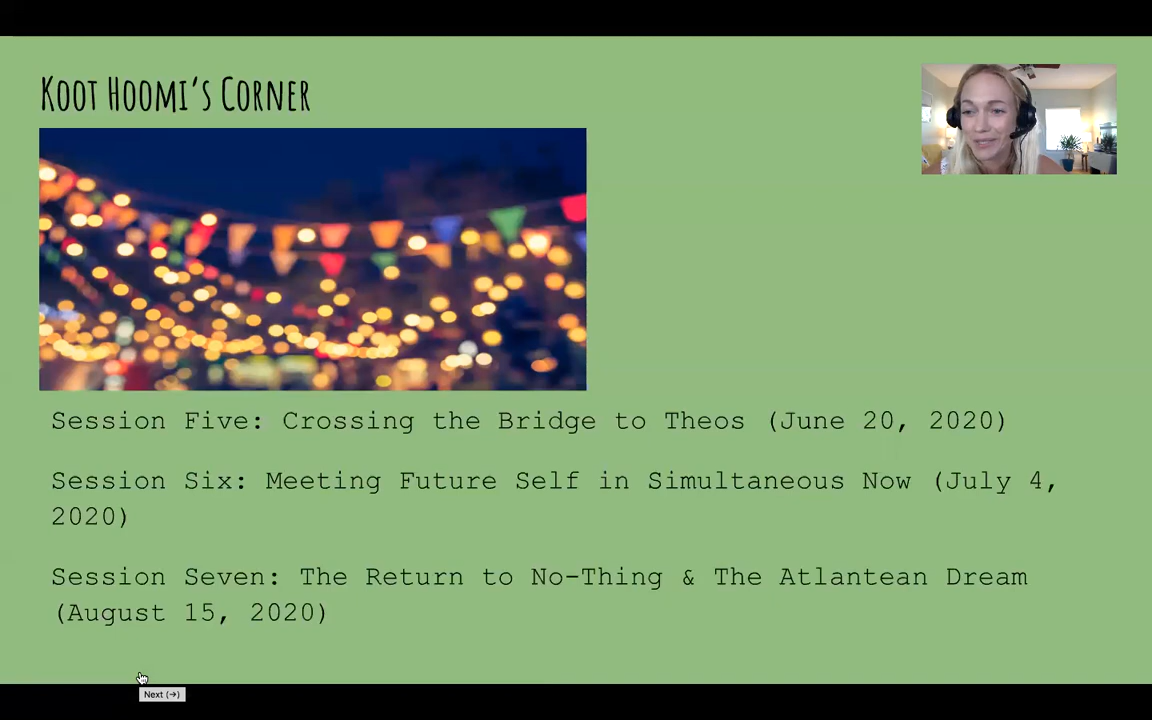 Koot Hoomi's Corner
Session Five: Crossing the Bridge to Theos (June 20, 2020)
Session Six: Meeting Future Self in Simultaneous Now (July 4,
2020)
Session Seven: The Return to No-Thing & The Atlantean Dream
(August 15, 2020)
Next (→)